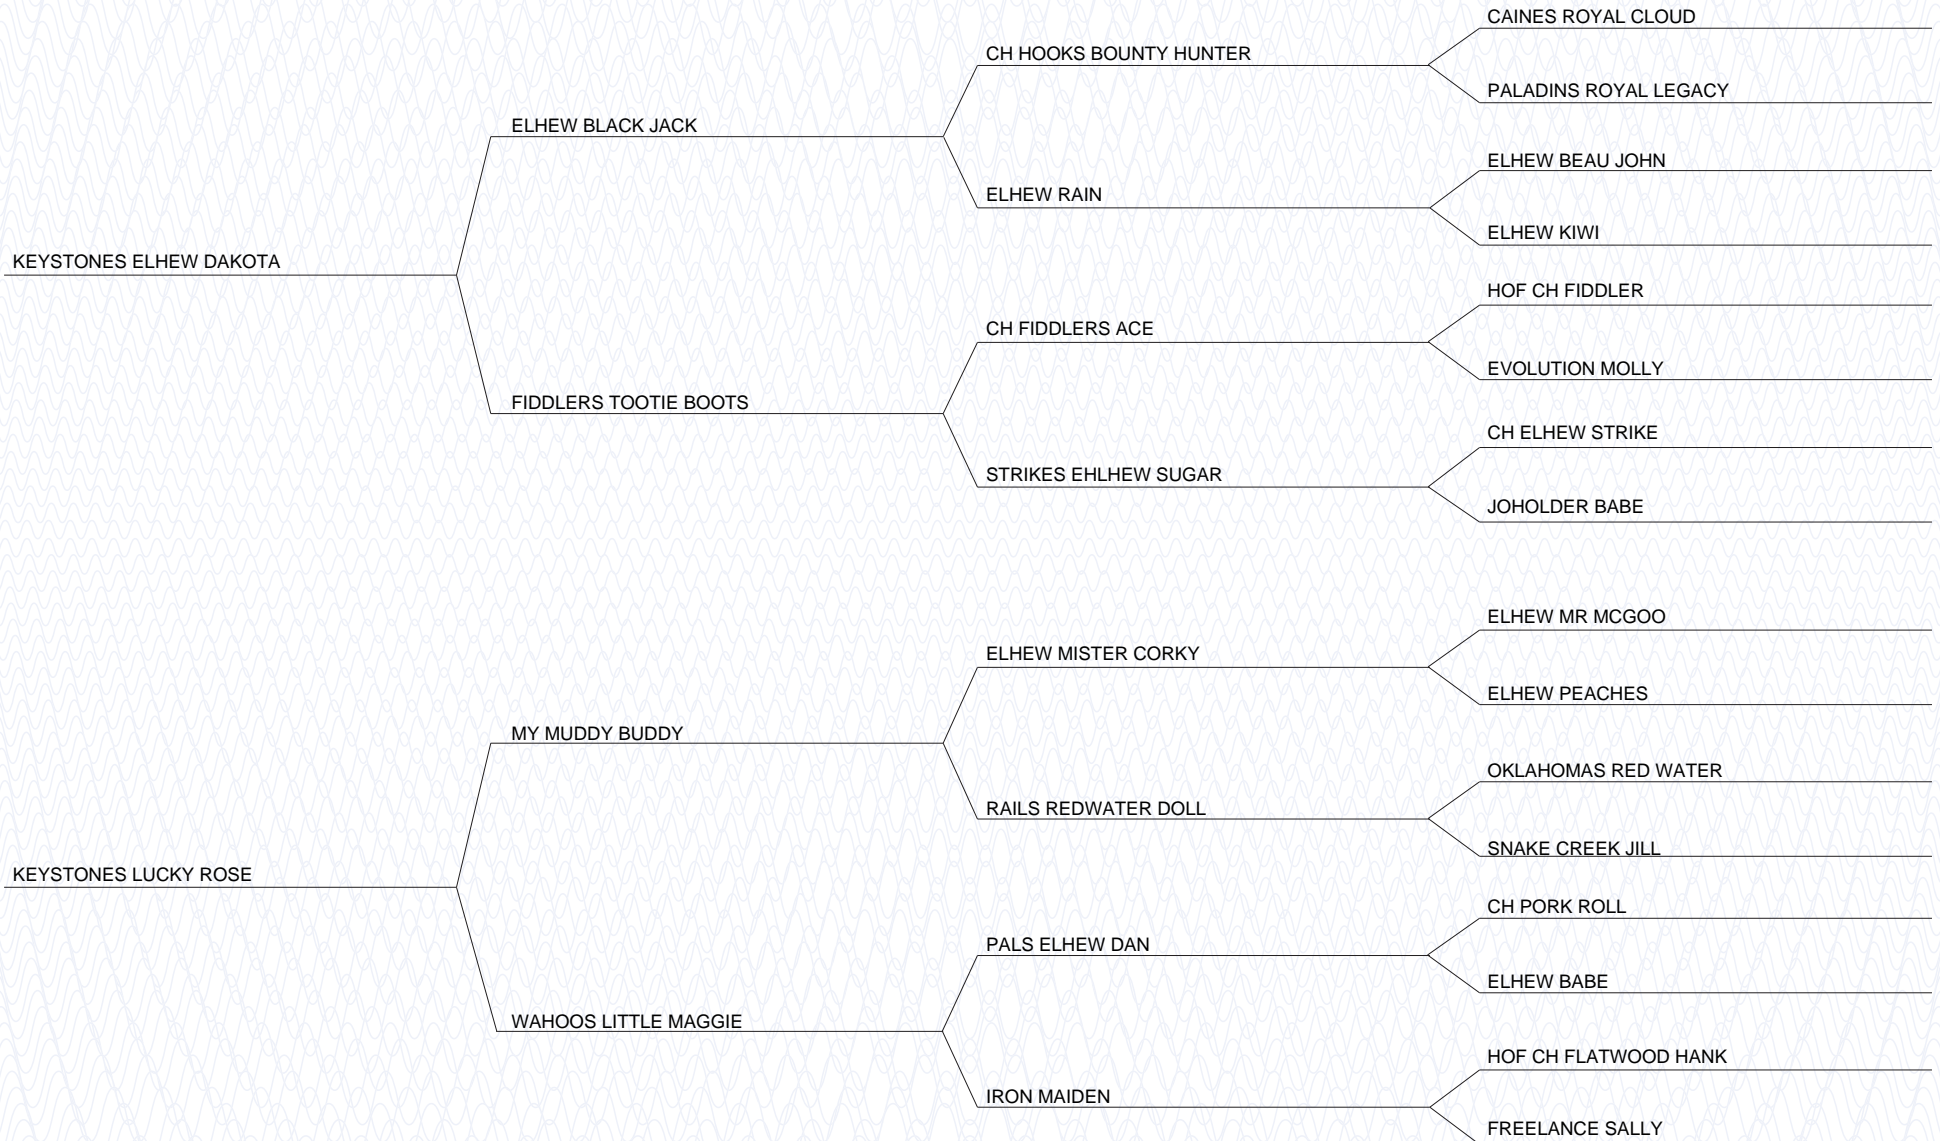 CAINES ROYAL CLOUD
CH HOOKS BOUNTY HUNTER
PALADINS ROYAL LEGACY
ELHEW BLACK JACK
ELHEW BEAU JOHN
ELHEW RAIN
ELHEW KIWI
KEYSTONES ELHEW DAKOTA
HOF CH FIDDLER
CH FIDDLERS ACE
EVOLUTION MOLLY
FIDDLERS TOOTIE BOOTS
CH ELHEW STRIKE
STRIKES EHLHEW SUGAR
JOHOLDER BABE
ELHEW MR MCGOO
ELHEW MISTER CORKY
ELHEW PEACHES
MY MUDDY BUDDY
OKLAHOMAS RED WATER
RAILS REDWATER DOLL
SNAKE CREEK JILL
KEYSTONES LUCKY ROSE
CH PORK ROLL
PALS ELHEW DAN
ELHEW BABE
WAHOOS LITTLE MAGGIE
HOF CH FLATWOOD HANK
IRON MAIDEN
FREELANCE SALLY